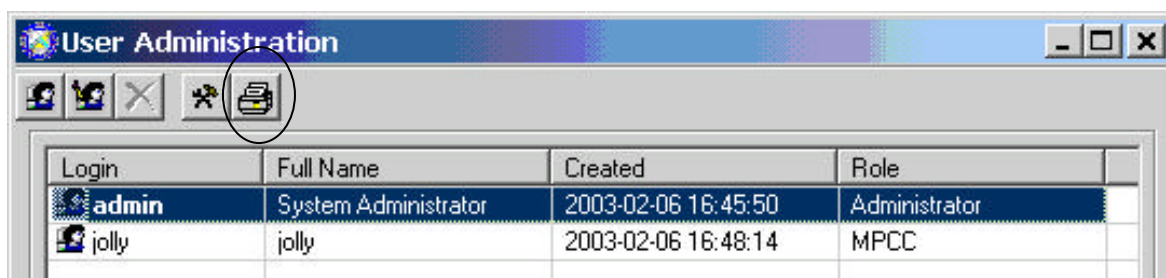 User Administration
Login Full Name Created Role
admin System Administrator 2003-02-06 16:45:50 Administrator
jolly jolly 2003-02-06 16:48:14 MPCC